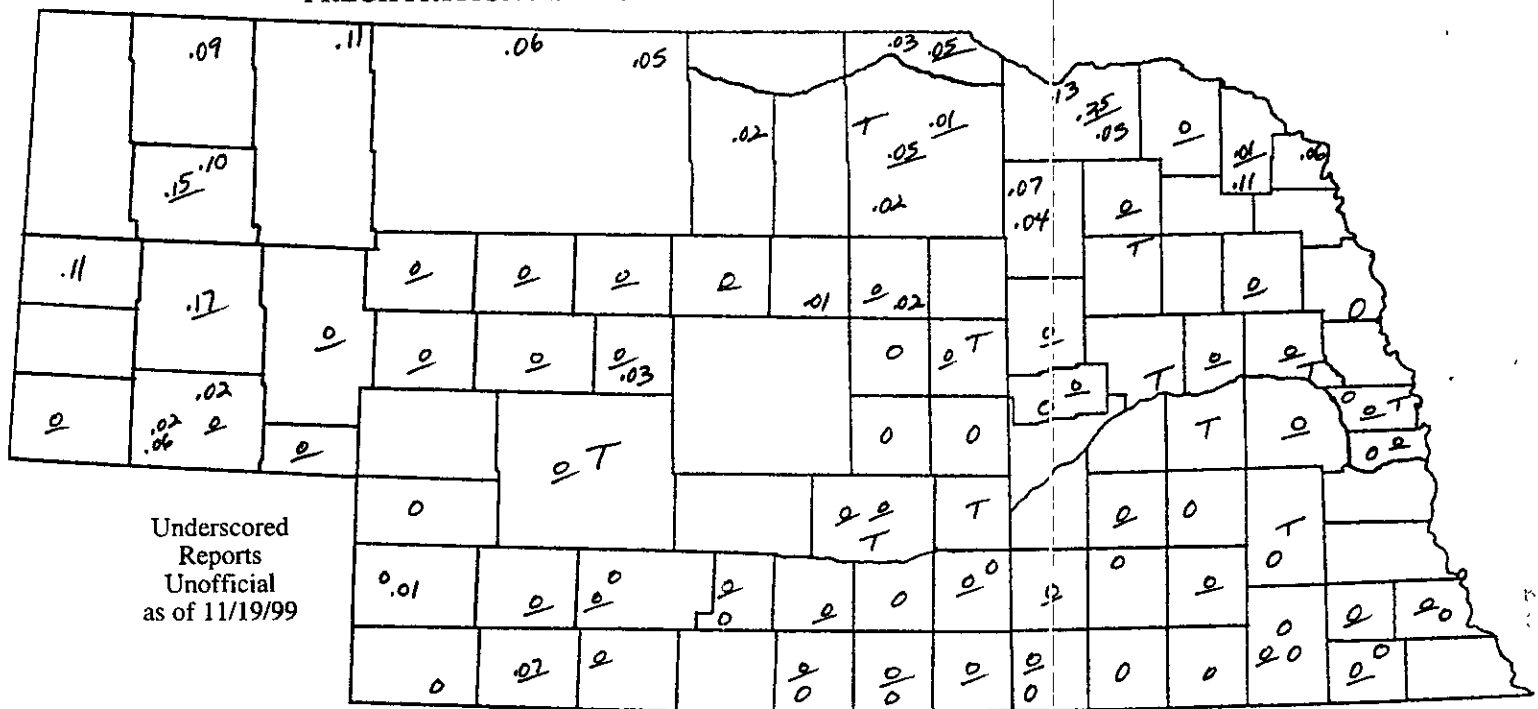 .09 .11 .06 .05 .03 .05
.13
.02 T .01 .35 .03 0
.05 .01 .06
.10 .11
.15 .07
.02 .04 0
T
.11 0 0 0 0 0 0
.17 .01 .02 0
0 0
0 0 0 0 0 T 0 0
.03 T
.02 0 0 T
0 .02 0 0 0 T 0 0 0
.06 0 0 T
0 0 0 T 0 0
Underscored T T
Reports 0
Unofficial 0 0 0 0 0
as of 11/19/99 .01 0 0 0 0 0 0 0 0 0
0
0
0 .02 0 0 0 0 0 0 0 0 0 0 0
0 0 0